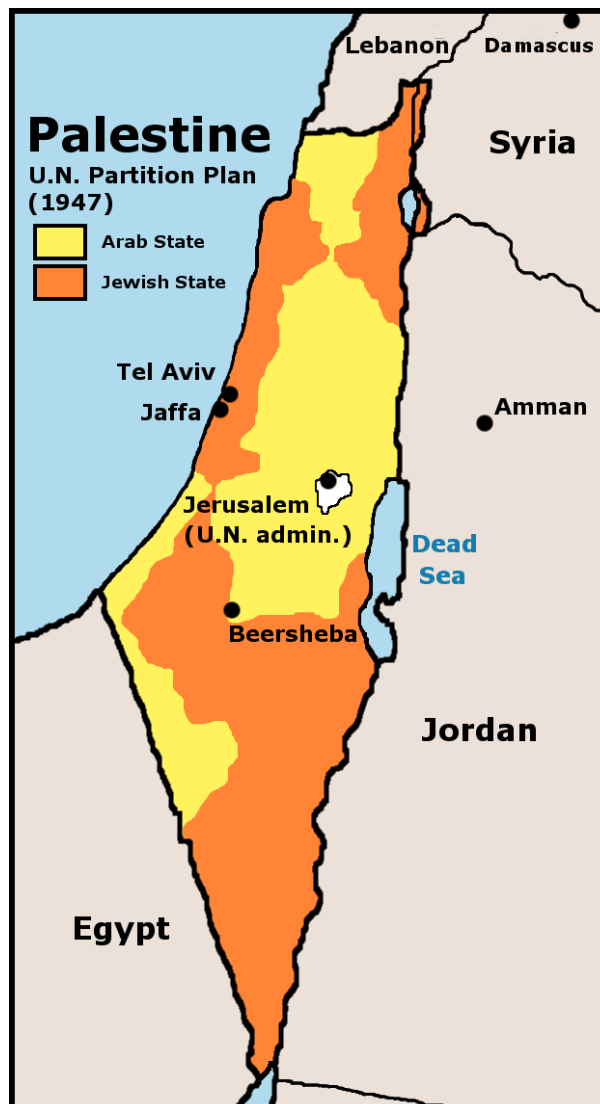 Lebanon
Damascus
Palestine
U.N. Partition Plan
(1947)
Syria
Arab State
Jewish State
Tel Aviv
Jaffa
Amman
Jerusalem
(U.N. admin.)
Dead
Sea
Beersheba
Jordan
Egypt